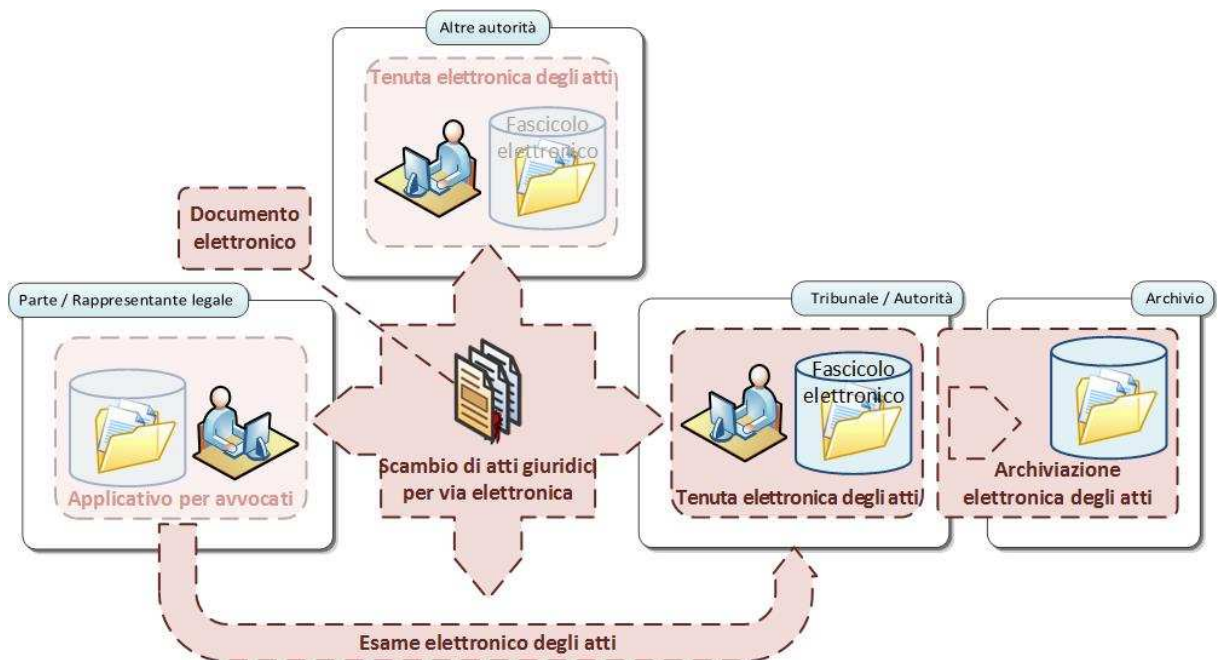 Altre autorità
Tenuta elettronica degli atti
Fascicolo
elettronico
Documento
elettronico
Parte / Rappresentante legale
Applicativo per avvocati
Scambio di atti giuridici
per via elettronica
Tribunale / Autorità
Fascicolo
elettronico
Tenuta elettronica degli atti
Archivio
Archiviazione
elettronica degli atti
Esame elettronico degli atti